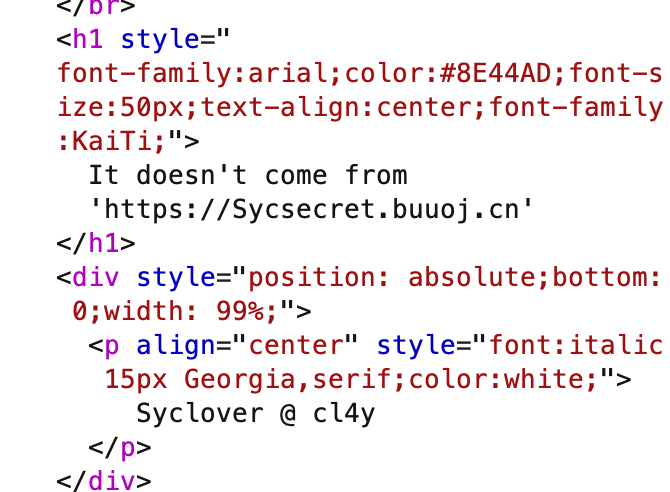 </br>
<h1 style="
font-family:arial;color:#8E44AD;font-s
ize:50px;text-align:center;font-family
:KaiTi;">
It doesn't come from
'https://Sycsecret.buuoj.cn'
</h1>
<div style="position: absolute;bottom:
0;width: 99%;">
<p align="center" style="font:italic
15px Georgia,serif;color:white;">
Syclover @ cl4y
</p>
</div>